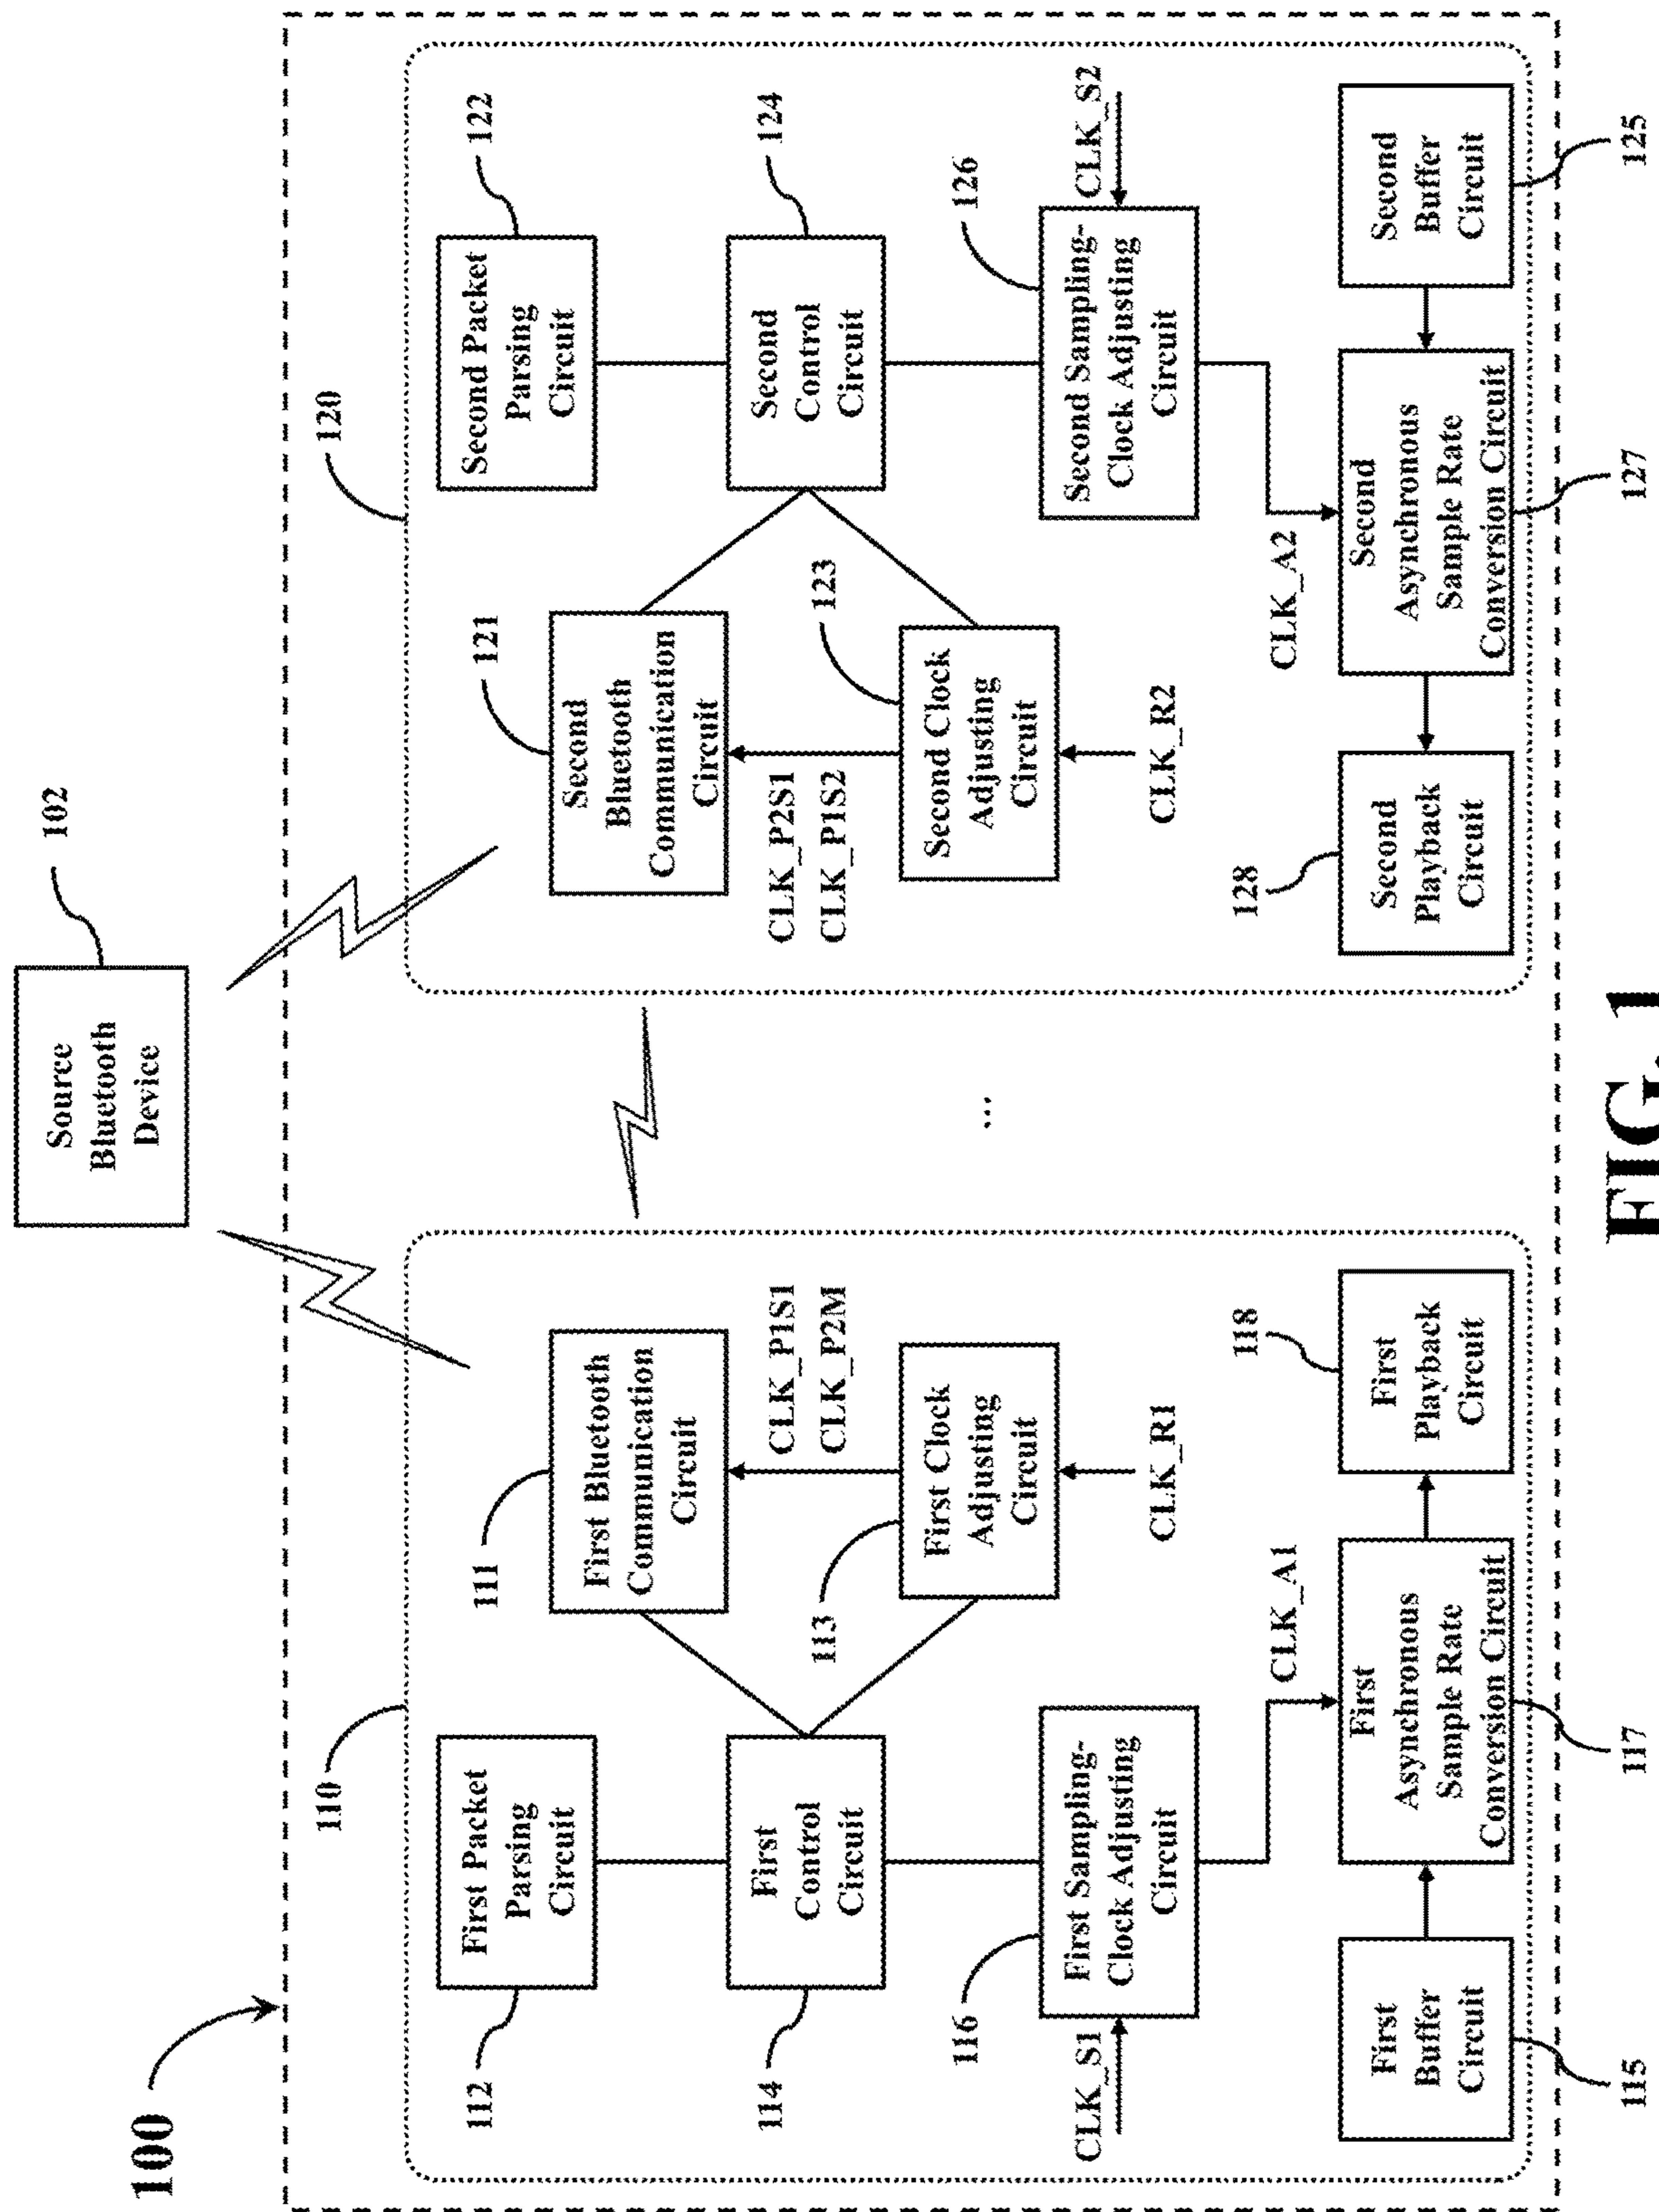 100
Source
Bluetooth
Device
102
110
120
112
First Packet
Parsing
Circuit
111
First Bluetooth
Communication
Circuit
121
Second
Bluetooth
Communication
Circuit
Second Packet
Parsing
Circuit
122
CLK_P1S1
CLK_P2M
CLK_P2S1
CLK_P1S2
114
First
Control
Circuit
113
First Clock
Adjusting
Circuit
123
Second Clock
Adjusting
Circuit
Second
Control
Circuit
124
...
CLK_S1
116
First Sampling-
Clock Adjusting
Circuit
CLK_R1
CLK_R2
126
Second Sampling-
Clock Adjusting
Circuit
CLK_S2
CLK_A1
118
128
CLK_A2
First
Buffer
Circuit
115
First
Asynchronous
Sample Rate
Conversion Circuit
117
First
Playback
Circuit
Second
Playback
Circuit
Second
Asynchronous
Sample Rate
Conversion Circuit
127
Second
Buffer
Circuit
125
FIG. 1